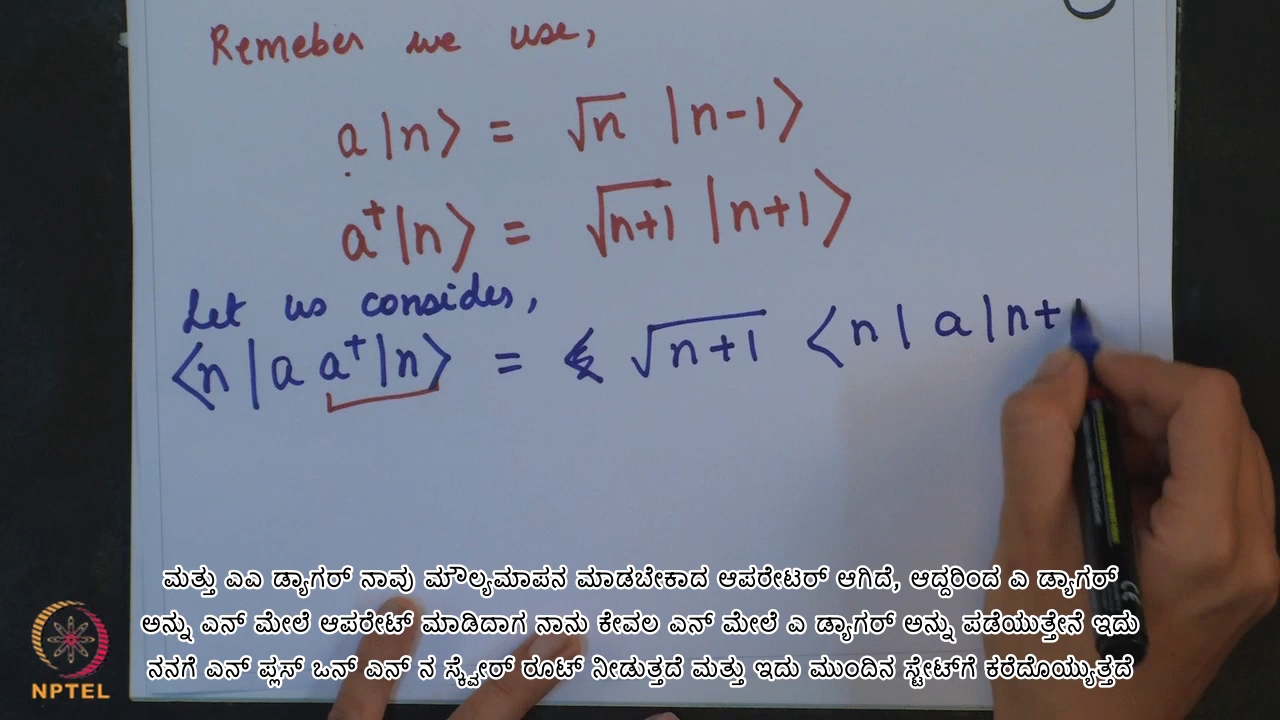 Remeber we use,
a |n⟩ = √n |n-1⟩
a† |n⟩ = √n+1 |n+1⟩
Let us consider,
⟨n | a a† | n⟩ = √n+1 ⟨n | a | n+
ಮತ್ತು ಎಎ ಡ್ಯಾಗರ್ ನಾವು ಮೌಲ್ಯಮಾಪನ ಮಾಡಬೇಕಾದ ಆಪರೇಟರ್ ಆಗಿದೆ, ಆದ್ದರಿಂದ ಎ ಡ್ಯಾಗರ್
ಅನ್ನು ಎನ್ ಮೇಲೆ ಆಪರೇಟ್ ಮಾಡಿದಾಗ ನಾನು ಕೇವಲ ಎನ್ ಮೇಲೆ ಎ ಡ್ಯಾಗರ್ ಅನ್ನು ಪಡೆಯುತ್ತೇನೆ ಇದು
ನನಗೆ ಎನ್ ಪ್ಲಸ್ ಒನ್ ಎನ್ ನ ಸ್ಕ್ವೇರ್ ರೂಟ್ ನೀಡುತ್ತದೆ ಮತ್ತು ಇದು ಮುಂದಿನ ಸ್ಟೇಟ್‌ಗೆ ಕರೆದೊಯ್ಯುತ್ತದೆ
NPTEL